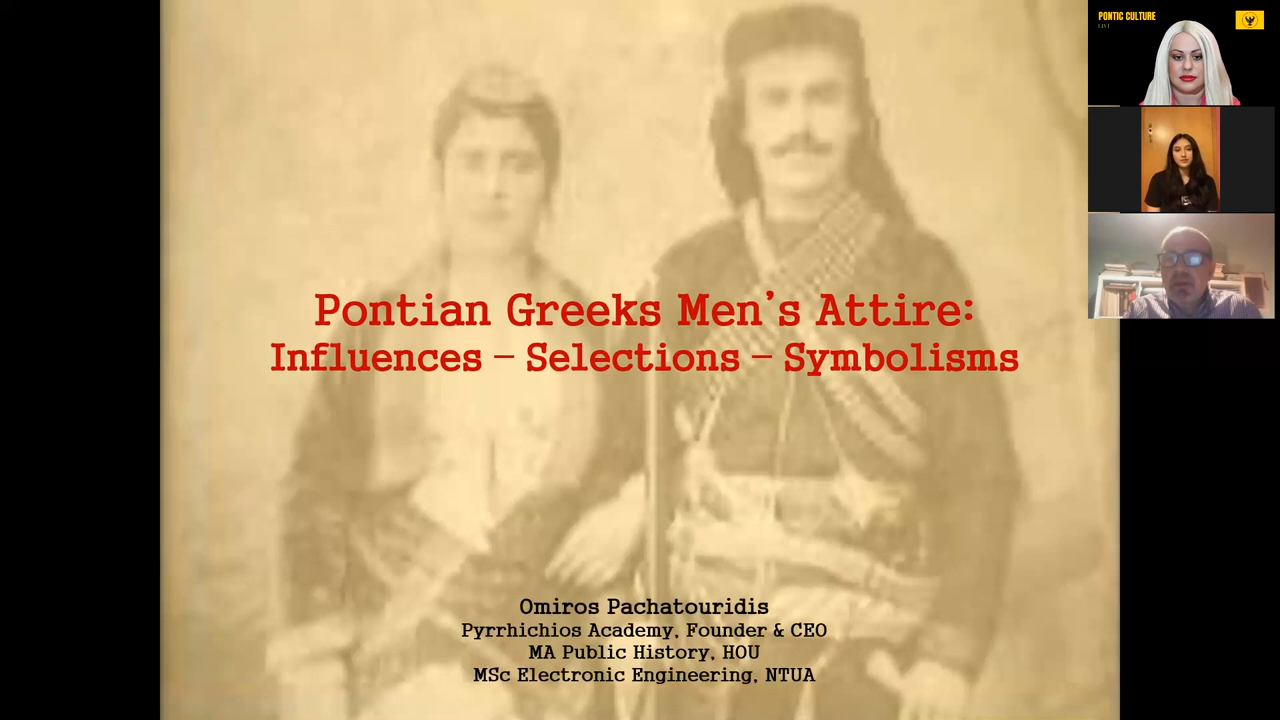 Pontian Greeks Men's Attire:
Influences – Selections – Symbolisms
Omiros Pachatouridis
Pyrrhichios Academy, Founder & CEO
MA Public History, HOU
MSc Electronic Engineering, NTUA
PONTIC CULTURE
LIVE